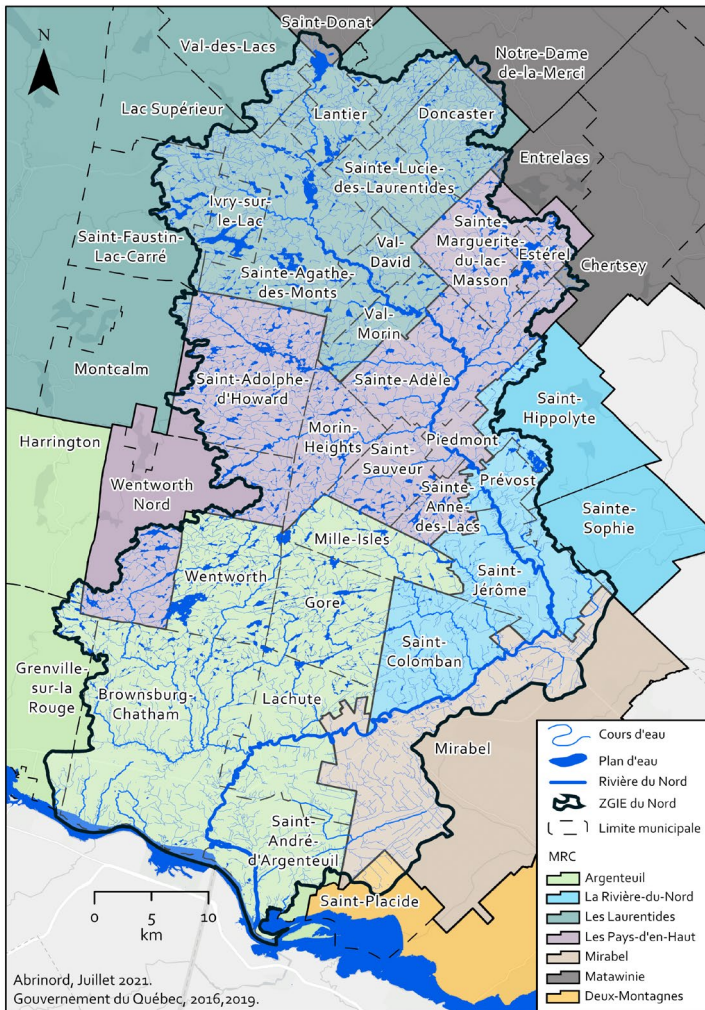 Saint-Donat
N
Val-des-Lacs
Notre-Dame
de-la-Merci
Lac Supérieur
Lantier
Doncaster
Entrelacs
Sainte-Lucie-
des-Laurentides
Ivry-sur-
le-Lac
Sainte-
Marguerite-
du-lac-
Masson
Estérel
Saint-Faustin-
Lac-Carré
Val-
David
Chertsey
Sainte-Agathe-
des-Monts
Val-
Morin
Montcalm
Saint-Adolphe-
d'Howard
Sainte-Adèle
Saint-
Hippolyte
Harrington
Morin-
Heights
Piedmont
Saint-
Sauveur
Prévost
Wentworth
Nord
Sainte-
Anne-
des-Lacs
Sainte-
Sophie
Mille-Isles
Wentworth
Saint-
Jérôme
Gore
Saint-
Colomban
Grenville-
sur-la
Rouge
Brownsburg-
Chatham
Lachute
Mirabel
Saint-
André-
d'Argenteuil
Saint-Placide
0 5 10
km
Abrinord, Juillet 2021.
Gouvernement du Québec, 2016,2019.
Cours d'eau
Plan d'eau
Rivière du Nord
ZGIE du Nord
Limite municipale
MRC
Argenteuil
La Rivière-du-Nord
Les Laurentides
Les Pays-d'en-Haut
Mirabel
Matawinie
Deux-Montagnes